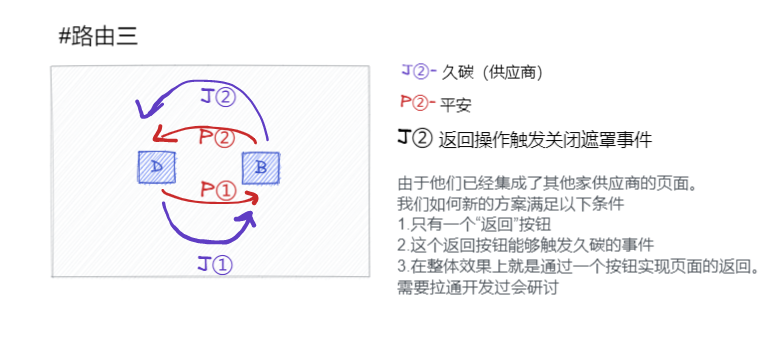 #路由三
J②
P②
D
B
P①
J①
J②- 久碳（供应商）
P②- 平安
J② 返回操作触发关闭遮罩事件
由于他们已经集成了其他家供应商的页面。
我们如何新的方案满足以下条件
1.只有一个“返回”按钮
2.这个返回按钮能够触发久碳的事件
3.在整体效果上就是通过一个按钮实现页面的返回。
需要拉通开发过会研讨